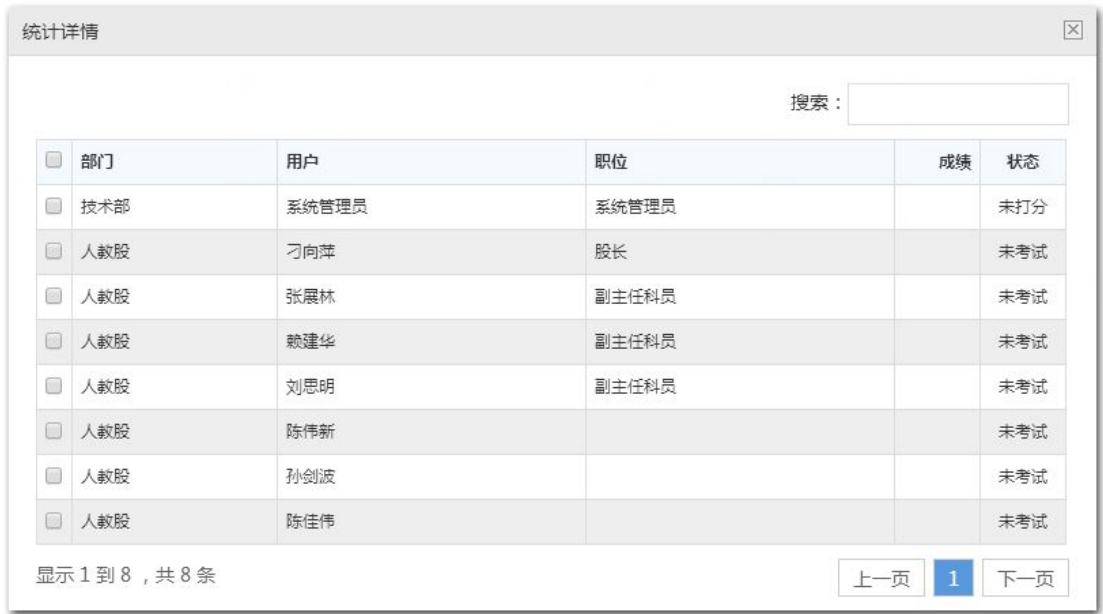 统计详情
搜索：
部门 用户 职位 成绩 状态
技术部 系统管理员 系统管理员 未打分
人教股 刁向萍 股长 未考试
人教股 张展林 副主任科员 未考试
人教股 赖建华 副主任科员 未考试
人教股 刘思明 副主任科员 未考试
人教股 陈伟新 未考试
人教股 孙剑波 未考试
人教股 陈佳伟 未考试
显示 1 到 8 ，共 8 条 上一页 1 下一页